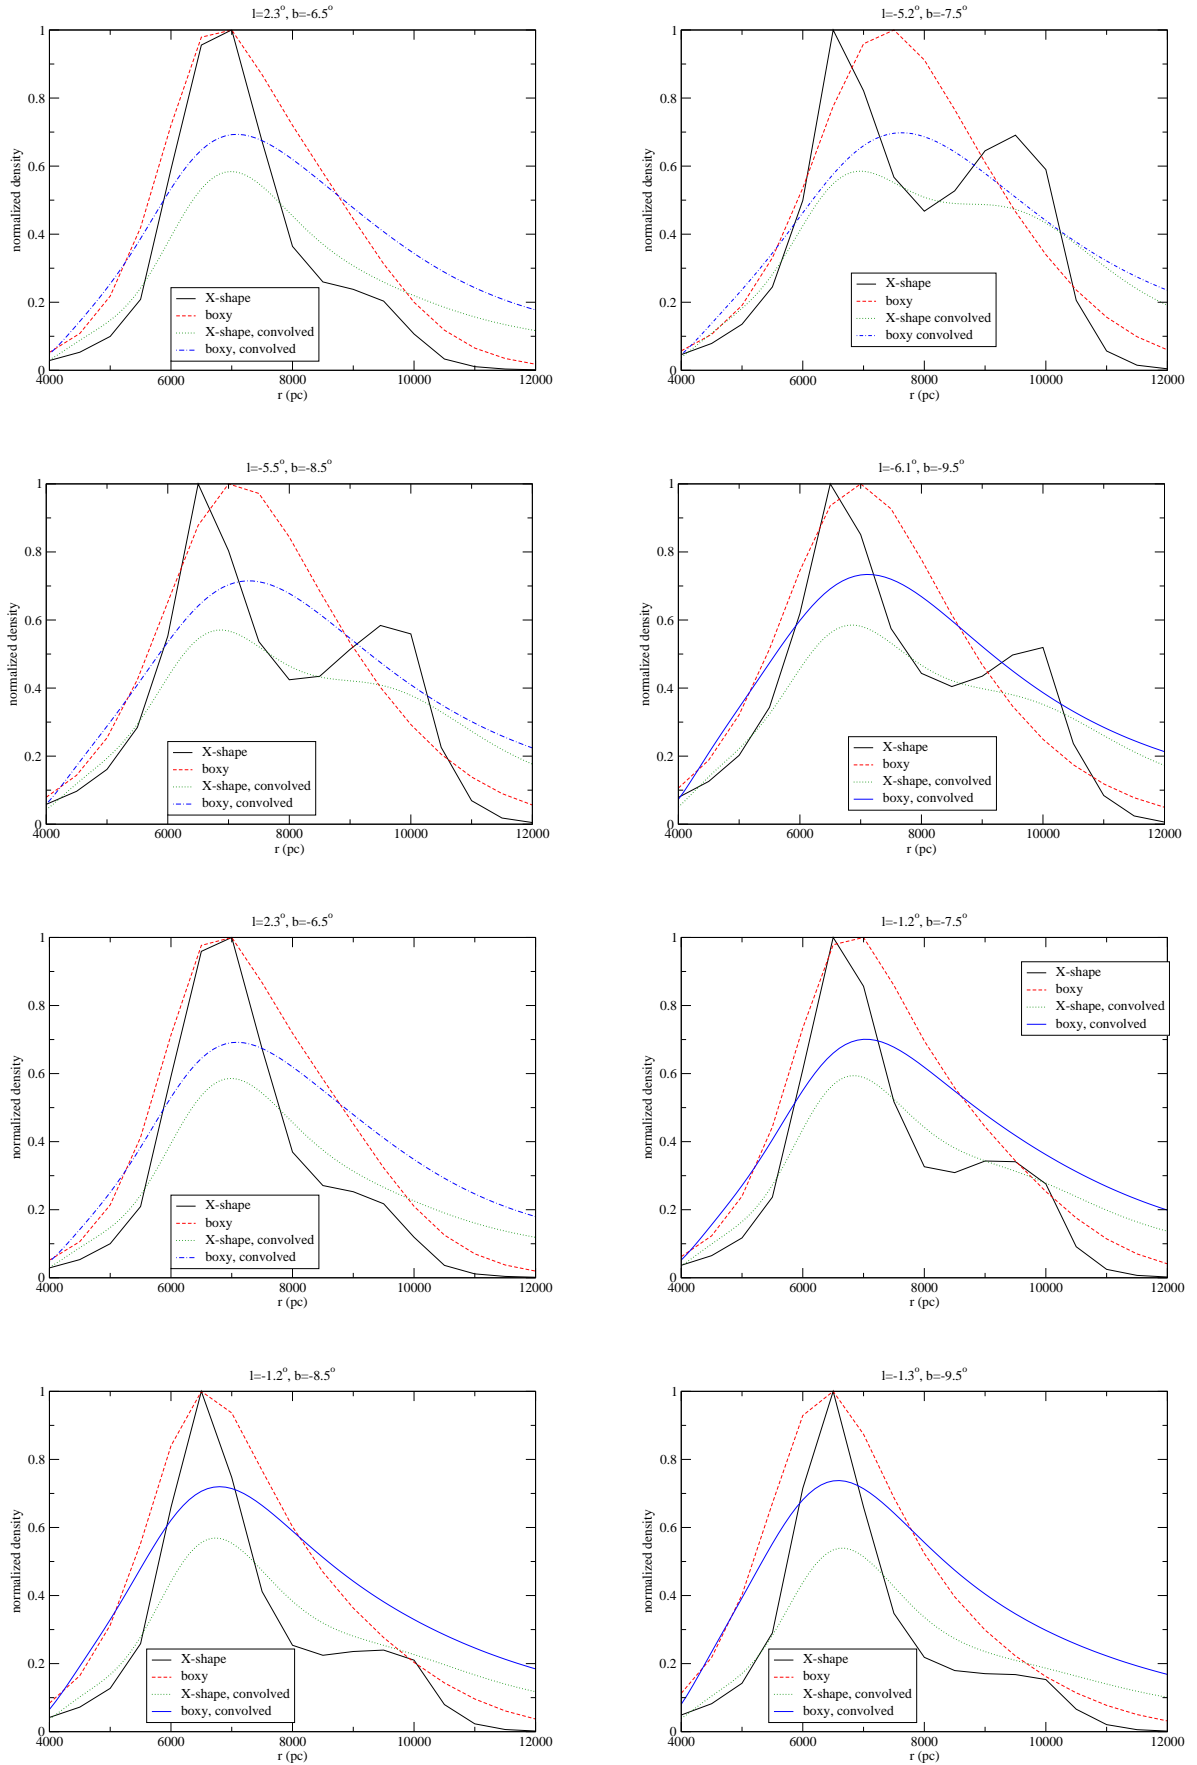 l=2.3°, b=-6.5°
normalized density
1
0.8
0.6
0.4
0.2
0
4000 6000 8000 10000 12000
r (pc)
X-shape
boxy
X-shape, convolved
boxy, convolved
l=-5.2°, b=-7.5°
normalized density
1
0.8
0.6
0.4
0.2
0
4000 6000 8000 10000 12000
r (pc)
X-shape
boxy
X-shape convolved
boxy convolved
l=-5.5°, b=-8.5°
normalized density
1
0.8
0.6
0.4
0.2
0
4000 6000 8000 10000 12000
r (pc)
X-shape
boxy
X-shape, convolved
boxy, convolved
l=-6.1°, b=-9.5°
normalized density
1
0.8
0.6
0.4
0.2
0
4000 6000 8000 10000 12000
r (pc)
X-shape
boxy
X-shape, convolved
boxy, convolved
l=2.3°, b=-6.5°
normalized density
1
0.8
0.6
0.4
0.2
0
4000 6000 8000 10000 12000
r (pc)
X-shape
boxy
X-shape, convolved
boxy, convolved
l=-1.2°, b=-7.5°
normalized density
1
0.8
0.6
0.4
0.2
0
4000 6000 8000 10000 12000
r (pc)
X-shape
boxy
X-shape, convolved
boxy, convolved
l=-1.2°, b=-8.5°
normalized density
1
0.8
0.6
0.4
0.2
0
4000 6000 8000 10000 12000
r (pc)
X-shape
boxy
X-shape, convolved
boxy, convolved
l=-1.3°, b=-9.5°
normalized density
1
0.8
0.6
0.4
0.2
0
4000 6000 8000 10000 12000
r (pc)
X-shape
boxy
X-shape, convolved
boxy, convolved